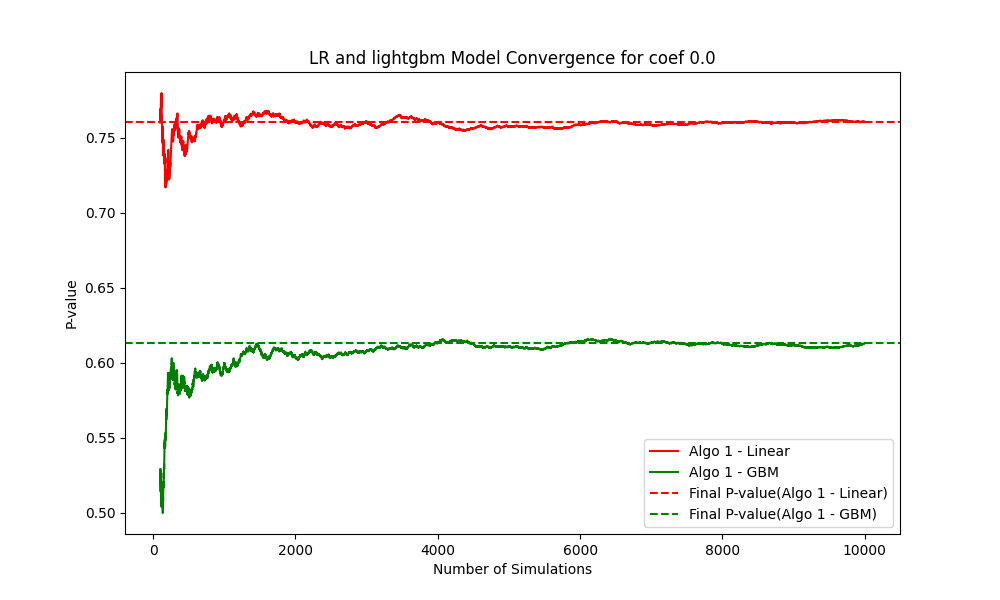 LR and lightgbm Model Convergence for coef 0.0
P-value
0.75
0.70
0.65
0.60
0.55
0.50
Algo 1 - Linear
Algo 1 - GBM
Final P-value(Algo 1 - Linear)
Final P-value(Algo 1 - GBM)
0
2000
4000
6000
8000
10000
Number of Simulations